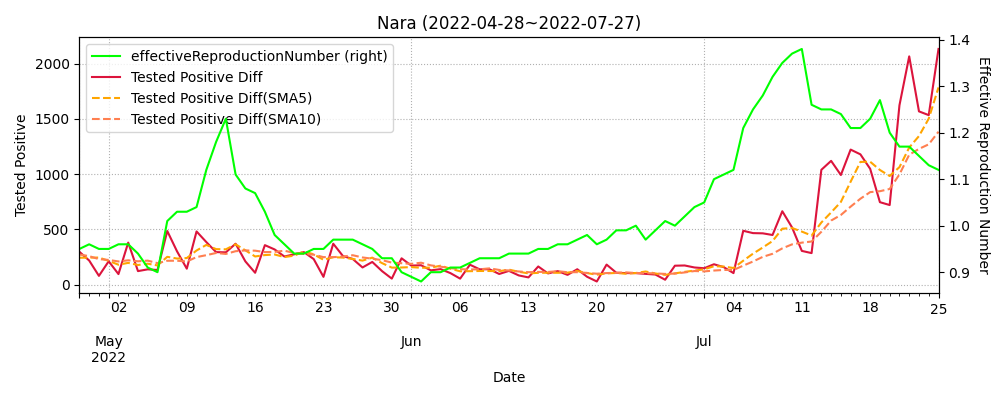 Nara (2022-04-28~2022-07-27)
effectiveReproductionNumber (right)
Tested Positive Diff
Tested Positive Diff(SMA5)
Tested Positive Diff(SMA10)
Tested Positive
2000
1500
1000
500
0
Effective Reproduction Number
1.4
1.3
1.2
1.1
1.0
0.9
02 09 16 23 30 06 13 20 27 04 11 18 25
May Jun Jul
2022
Date